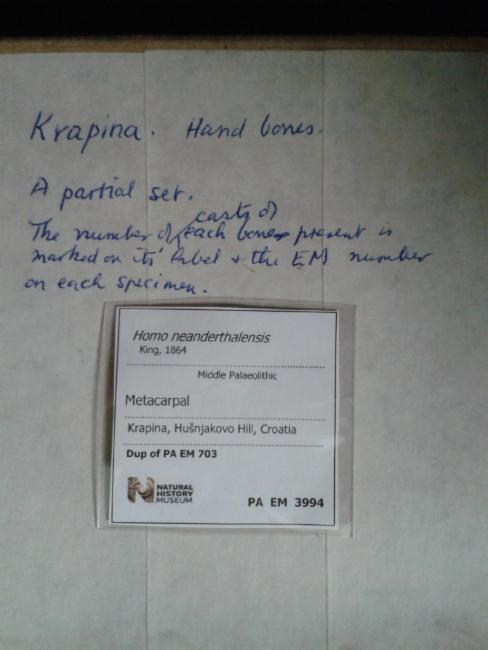 Krapina. Hand bones.
A partial set.
casts of
The number of each bone present is
marked on its label + the EM number
on each specimen.
Homo neanderthalensis
King, 1864
Middle Palaeolithic
Metacarpal
Krapina, Hušnjakovo Hill, Croatia
Dup of PA EM 703
NATURAL
HISTORY
MUSEUM
PA EM 3994